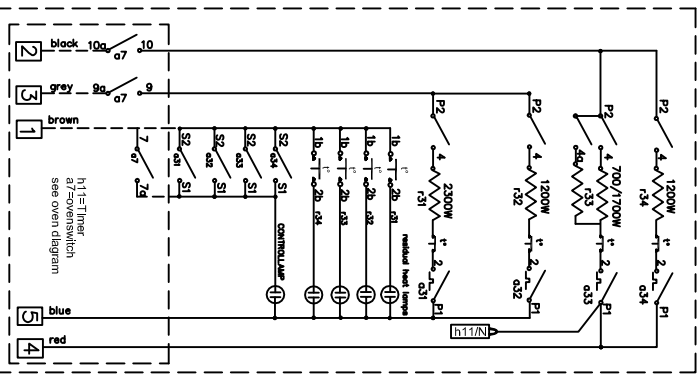 2 black 10a a7 10
3 grey 9a a7 9
1 brown
7 a7 7a
S2 a31 S1
S2 a32 S1
S2 a33 S1
S2 a34 S1
1b t° 2b r34
1b t° 2b r33
1b t° 2b r32
1b t° 2b r31
CONTROLLAMP
residual heat lamps
P2 4 2300W r31 t° 2 a31 P1
P2 4 1200W r32 t° 2 a32 P1
P2 4a 4 700/1700W r33 t° 2 a33 P1
P2 4 1200W r34 t° 2 a34 P1
h11=Timer
a7=ovenswitch
see oven diagram
5 blue
h11/N
4 red